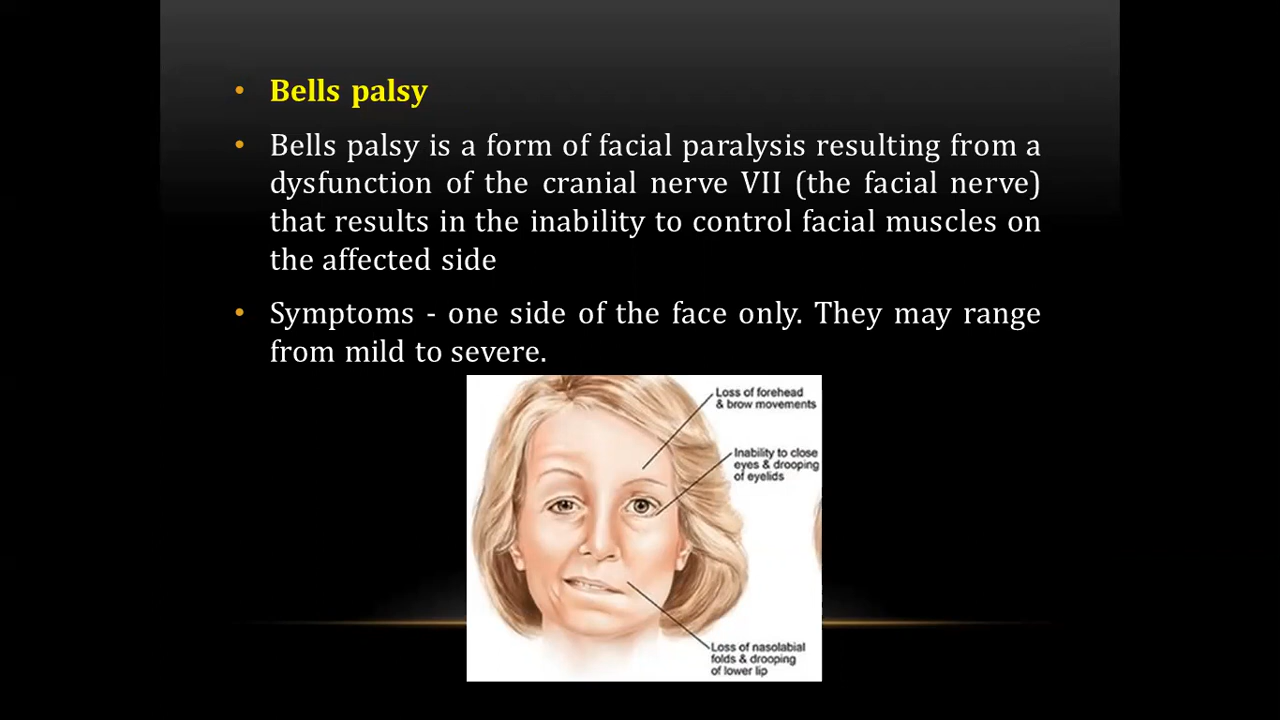 • Bells palsy
• Bells palsy is a form of facial paralysis resulting from a
dysfunction of the cranial nerve VII (the facial nerve)
that results in the inability to control facial muscles on
the affected side
• Symptoms - one side of the face only. They may range
from mild to severe.
Loss of forehead
& brow movements
Inability to close
eyes & drooping
of eyelids
Loss of nasolabial
folds & drooping
of lower lip